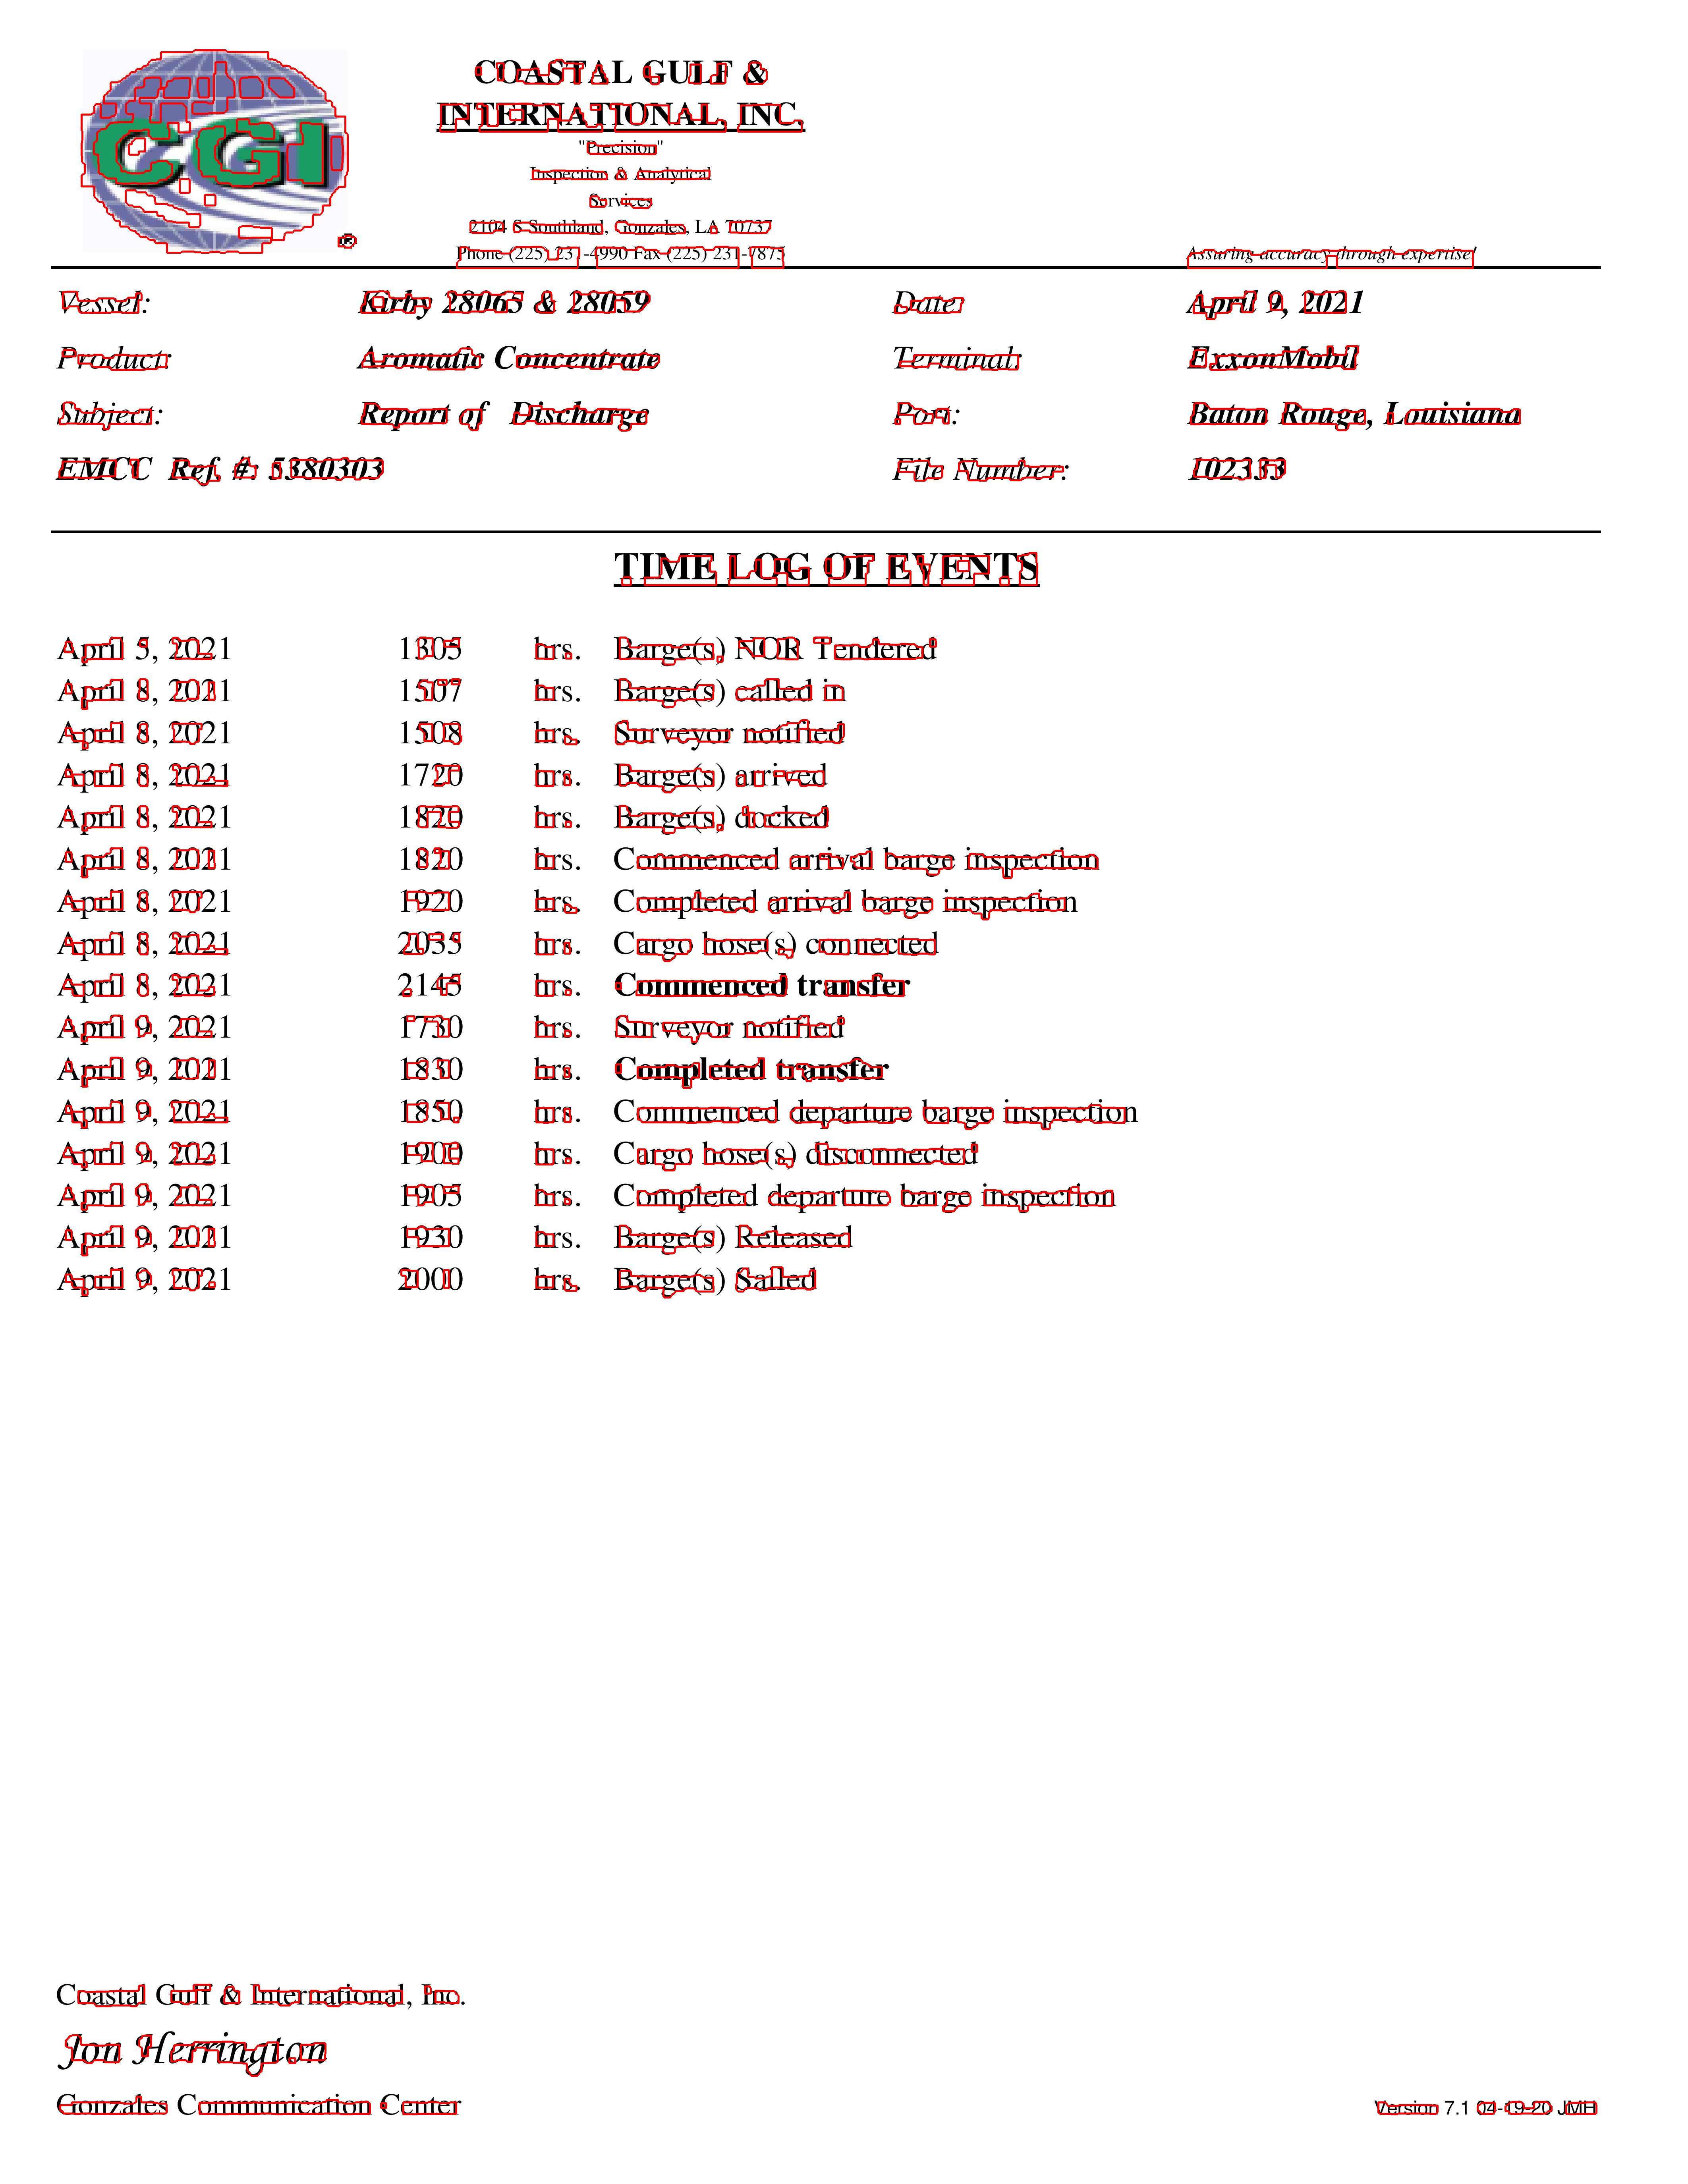 CGI
®
COASTAL GULF &
INTERNATIONAL, INC.
"Precision"
Inspection & Analytical
Services
2104 S Southland, Gonzales, LA 70737
Phone (225) 231-4990 Fax (225) 231-7875
Assuring accuracy through expertise!
Vessel: Kirby 28065 & 28059 Date: April 9, 2021
Product: Aromatic Concentrate Terminal: ExxonMobil
Subject: Report of Discharge Port: Baton Rouge, Louisiana
EMCC Ref. #: 5380303 File Number: 102333
TIME LOG OF EVENTS
April 5, 2021 1305 hrs. Barge(s) NOR Tendered
April 8, 2021 1507 hrs. Barge(s) called in
April 8, 2021 1508 hrs. Surveyor notified
April 8, 2021 1720 hrs. Barge(s) arrived
April 8, 2021 1820 hrs. Barge(s) docked
April 8, 2021 1820 hrs. Commenced arrival barge inspection
April 8, 2021 1920 hrs. Completed arrival barge inspection
April 8, 2021 2035 hrs. Cargo hose(s) connected
April 8, 2021 2145 hrs. Commenced transfer
April 9, 2021 1730 hrs. Surveyor notified
April 9, 2021 1830 hrs. Completed transfer
April 9, 2021 1850 hrs. Commenced departure barge inspection
April 9, 2021 1900 hrs. Cargo hose(s) disconnected
April 9, 2021 1905 hrs. Completed departure barge inspection
April 9, 2021 1930 hrs. Barge(s) Released
April 9, 2021 2000 hrs. Barge(s) Sailed
Coastal Gulf & International, Inc.
Jon Herrington
Gonzales Communication Center
Version 7.1 04-19-20 JMH